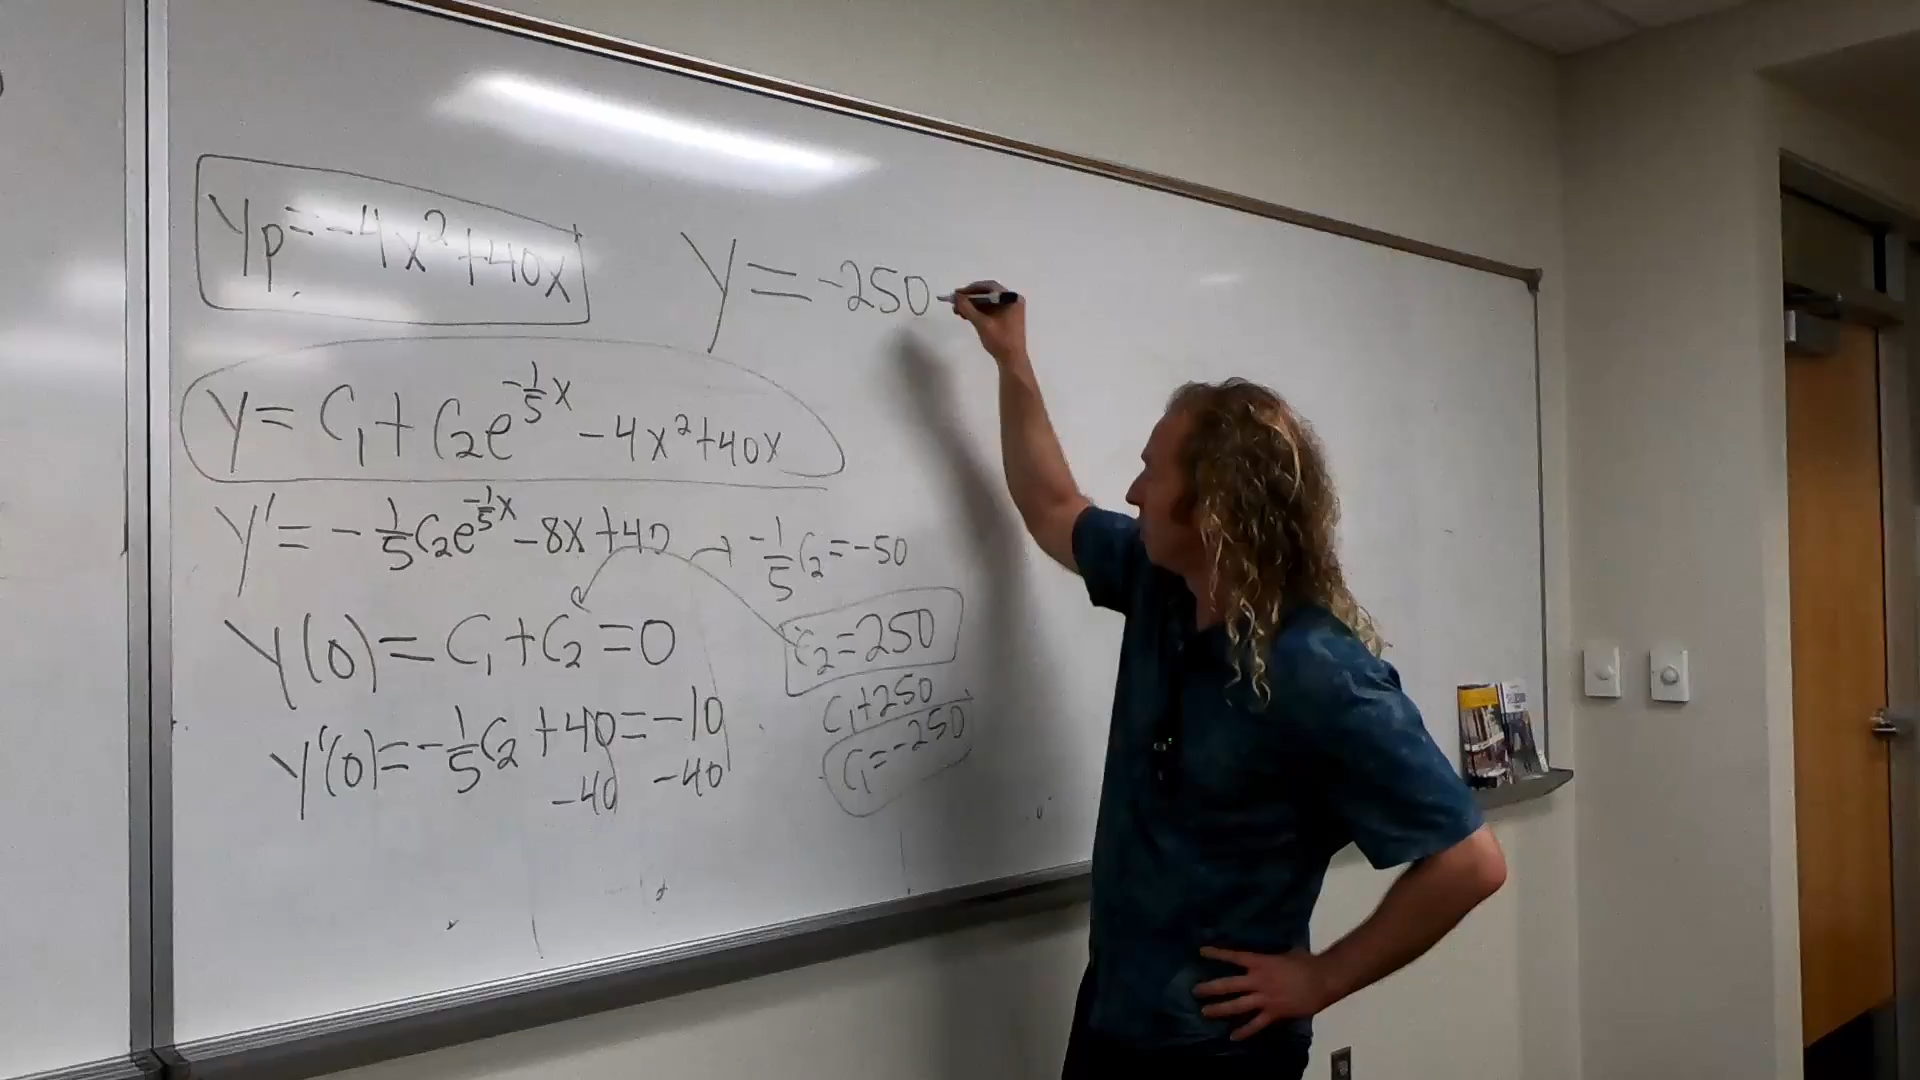 Yp = -4x² + 40x
Y = C₁ + C₂e^(-1/5 x) - 4x² + 40x
Y' = -1/5 C₂e^(-1/5 x) - 8x + 40
Y(0) = C₁ + C₂ = 0
Y'(0) = -1/5 C₂ + 40 = -10
-40 -40
Y = -250
-1/5 C₂ = -50
C₂ = 250
C₁ + 250
C₁ = -250